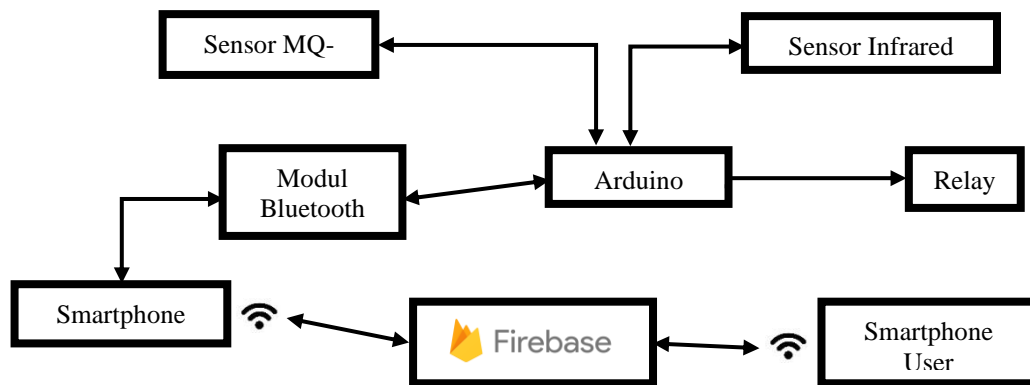 Sensor MQ-
Sensor Infrared
Modul
Bluetooth
Arduino
Relay
Smartphone
Firebase
Smartphone
User